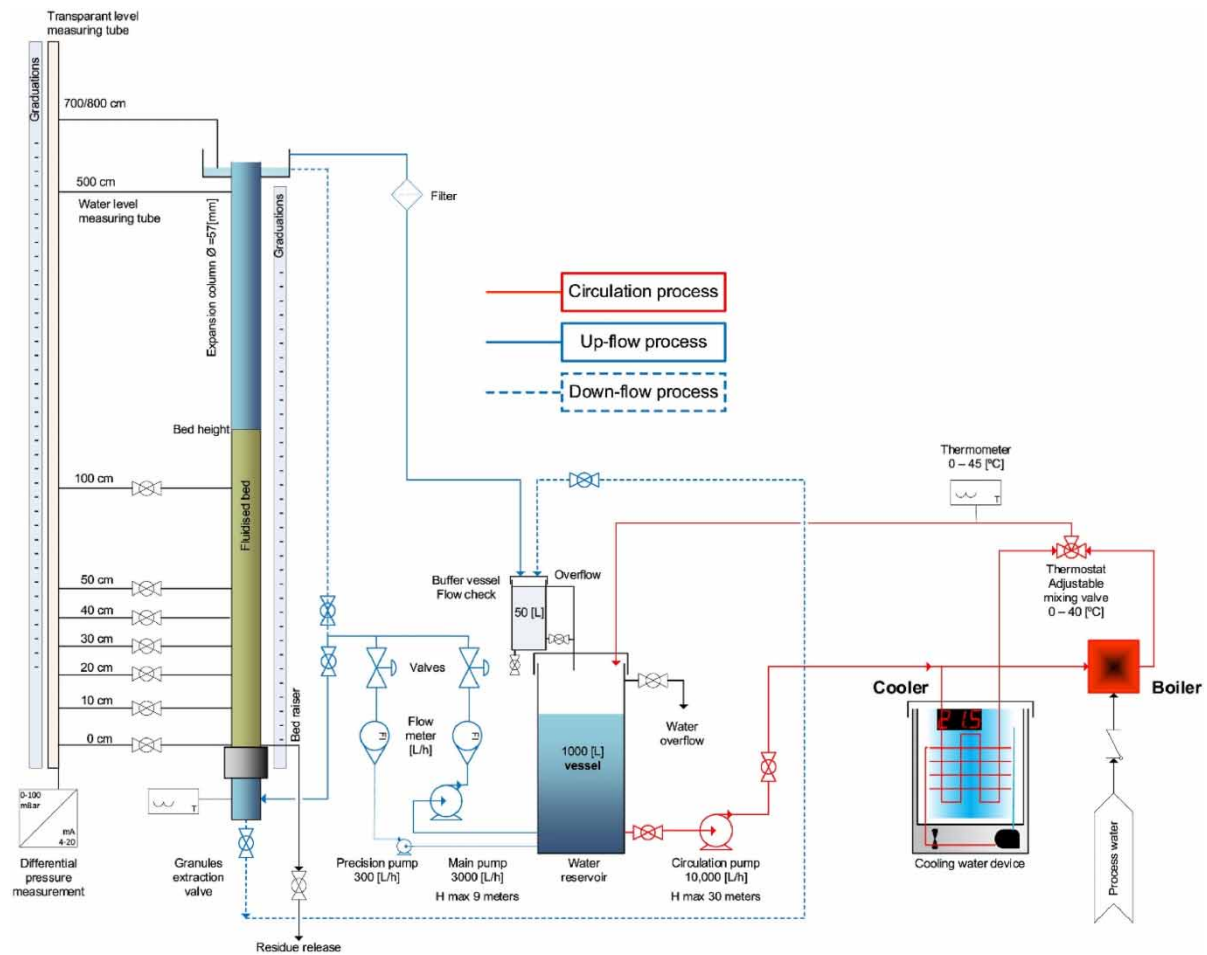 Transparant level
measuring tube
Graduations
700/800 cm
500 cm
Water level
measuring tube
Expansion column Ø =57[mm]
Graduations
Filter
Circulation process
Up-flow process
Down-flow process
Bed height
Fluidised bed
100 cm
50 cm
40 cm
30 cm
20 cm
10 cm
0 cm
Bed raiser
Thermometer
0 – 45 [ºC]
T
Thermostat
Adjustable
mixing valve
0 – 40 [ºC]
Buffer vessel
Flow check
Overflow
50 [L]
Valves
Flow
meter
[L/h]
FI
FI
Water
overflow
1000 [L]
vessel
Cooler
Boiler
21.5
0-100
mBar
mA
4-20
T
Differential
pressure
measurement
Granules
extraction
valve
Precision pump
300 [L/h]
Main pump
3000 [L/h]
H max 9 meters
Water
reservoir
Circulation pump
10,000 [L/h]
H max 30 meters
Cooling water device
Process water
Residue release